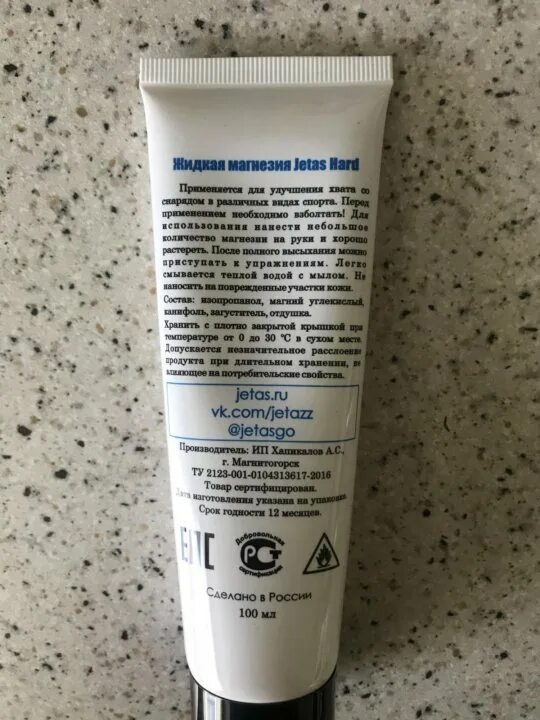 Жидкая магнезия Jetas Hard
Применяется для улучшения хвата со
снарядом в различных видах спорта. Перед
применением необходимо взболтать! Для
использования нанести небольшое
количество магнезии на руки и хорошо
растереть. После полного высыхания можно
приступать к упражнениям. Легко
смывается теплой водой с мылом. Не
наносить на поврежденные участки кожи.
Состав: изопропанол, магний углекислый,
канифоль, загуститель, отдушка.
Хранить с плотно закрытой крышкой при
температуре от 0 до 30 °С в сухом месте.
Допускается незначительное расслоение
продукта при длительном хранении, не
влияющее на потребительские свойства.
jetas.ru
vk.com/jetazz
@jetasgo
Производитель: ИП Хапикалов А.С.,
г. Магнитогорск
ТУ 2123-001-0104313617-2016
Товар сертифицирован.
Дата изготовления указана на упаковке.
Срок годности 12 месяцев.
EAC
Добровольная
РСТ
сертификация
Сделано в России
100 мл